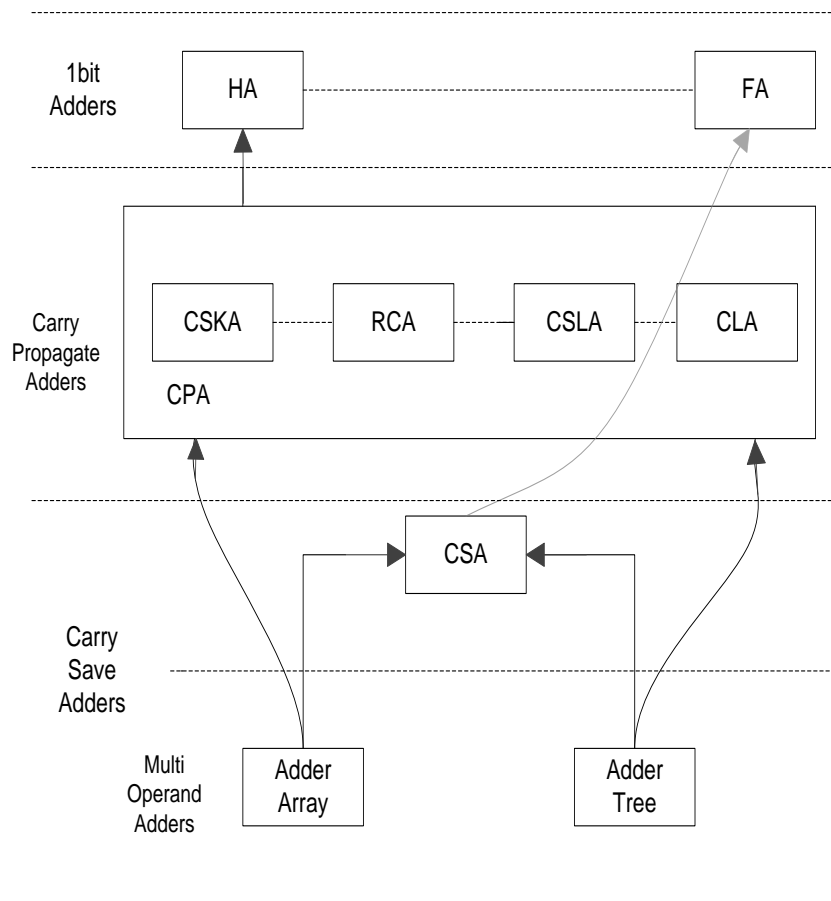 1bit
Adders
HA
FA
Carry
Propagate
Adders
CSKA
RCA
CSLA
CLA
CPA
CSA
Carry
Save
Adders
Multi
Operand
Adders
Adder
Array
Adder
Tree